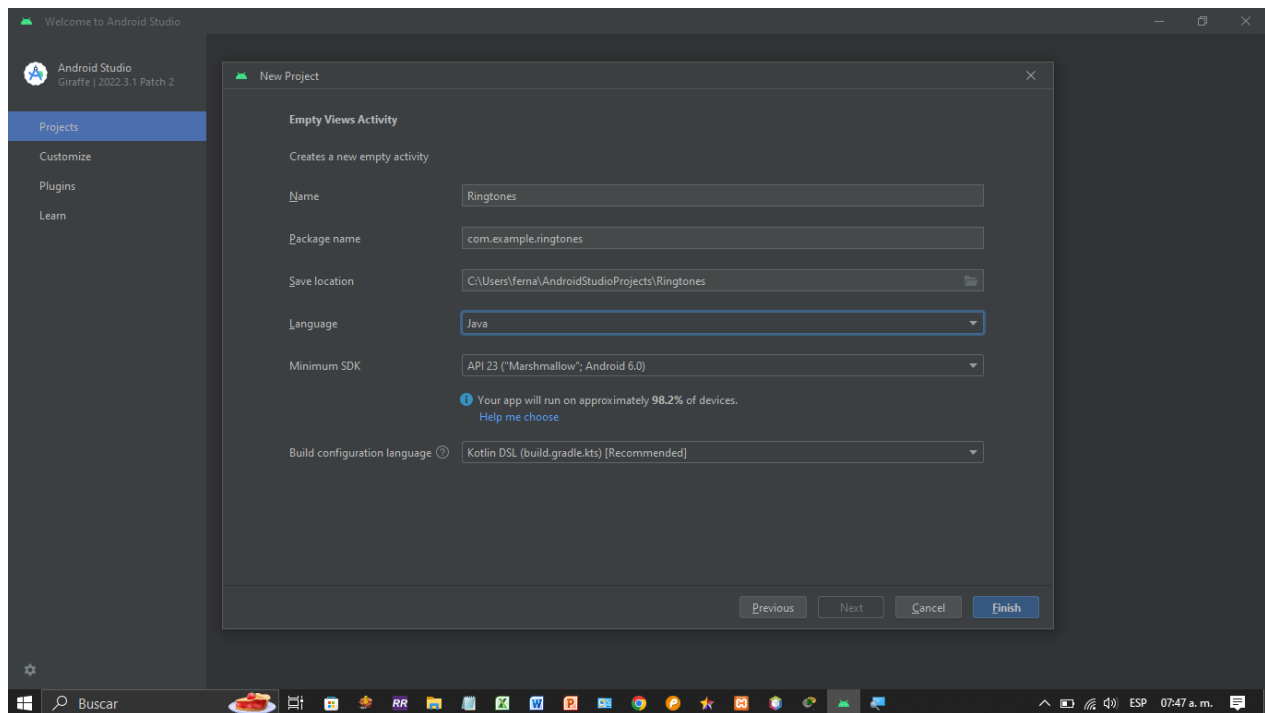 Welcome to Android Studio
Android Studio
Giraffe | 2022.3.1 Patch 2
Projects
Customize
Plugins
Learn
New Project
Empty Views Activity
Creates a new empty activity
Name
Ringtones
Package name
com.example.ringtones
Save location
C:\Users\ferna\AndroidStudioProjects\Ringtones
Language
Java
Minimum SDK
API 23 ("Marshmallow"; Android 6.0)
Your app will run on approximately 98.2% of devices.
Help me choose
Build configuration language
Kotlin DSL (build.gradle.kts) [Recommended]
Previous
Next
Cancel
Finish
Buscar
RR
ESP
07:47 a. m.